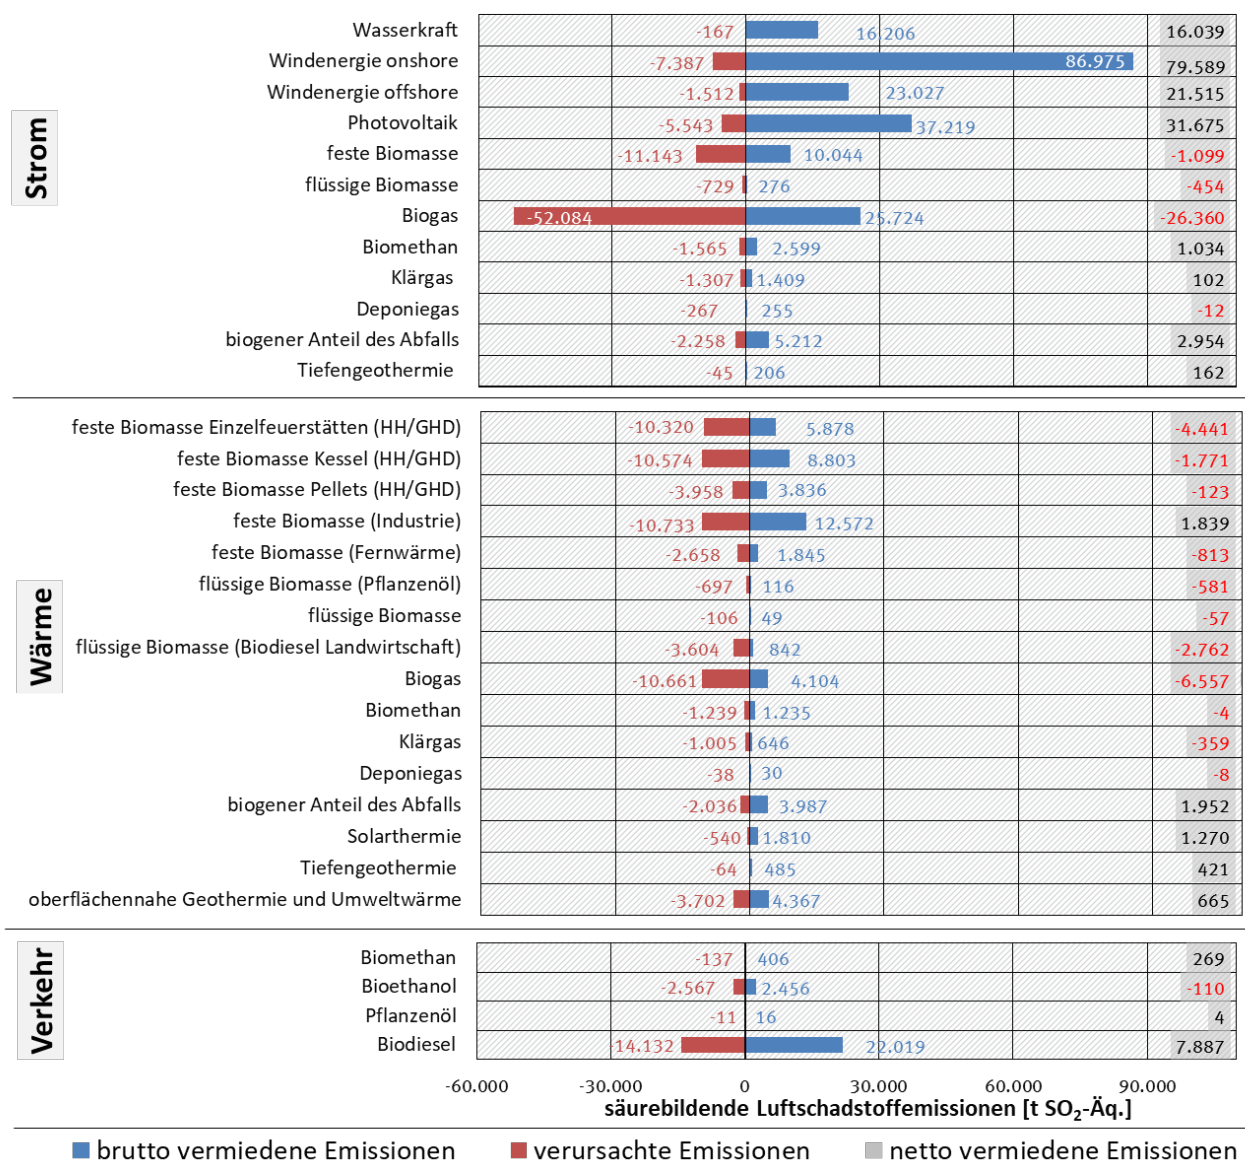 Strom
Wasserkraft -167 16.206 16.039
Windenergie onshore -7.387 86.975 79.589
Windenergie offshore -1.512 23.027 21.515
Photovoltaik -5.543 37.219 31.675
feste Biomasse -11.143 10.044 -1.099
flüssige Biomasse -729 276 -454
Biogas -52.084 25.724 -26.360
Biomethan -1.565 2.599 1.034
Klärgas -1.307 1.409 102
Deponiegas -267 255 -12
biogener Anteil des Abfalls -2.258 5.212 2.954
Tiefengeothermie -45 206 162
Wärme
feste Biomasse Einzelfeuerstätten (HH/GHD) -10.320 5.878 -4.441
feste Biomasse Kessel (HH/GHD) -10.574 8.803 -1.771
feste Biomasse Pellets (HH/GHD) -3.958 3.836 -123
feste Biomasse (Industrie) -10.733 12.572 1.839
feste Biomasse (Fernwärme) -2.658 1.845 -813
flüssige Biomasse (Pflanzenöl) -697 116 -581
flüssige Biomasse -106 49 -57
flüssige Biomasse (Biodiesel Landwirtschaft) -3.604 842 -2.762
Biogas -10.661 4.104 -6.557
Biomethan -1.239 1.235 -4
Klärgas -1.005 646 -359
Deponiegas -38 30 -8
biogener Anteil des Abfalls -2.036 3.987 1.952
Solarthermie -540 1.810 1.270
Tiefengeothermie -64 485 421
oberflächennahe Geothermie und Umweltwärme -3.702 4.367 665
Verkehr
Biomethan -137 406 269
Bioethanol -2.567 2.456 -110
Pflanzenöl -11 16 4
Biodiesel -14.132 22.019 7.887
-60.000 -30.000 0 30.000 60.000 90.000
säurebildende Luftschadstoffemissionen [t SO₂-Äq.]
brutto vermiedene Emissionen verursachte Emissionen netto vermiedene Emissionen